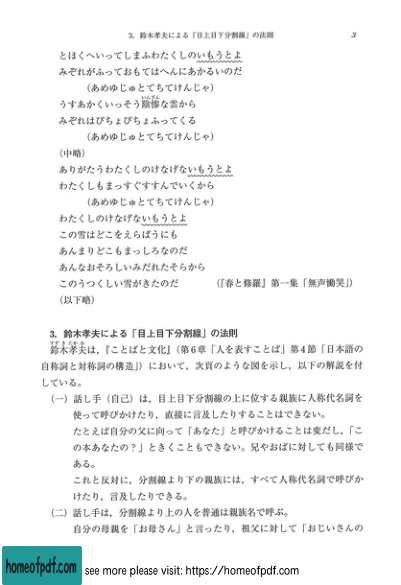 3. 鈴木孝夫による「目上目下分割線」の法則 3
とほくへいってしまふわたくしのいもうとよ
みぞれがふっておもてはへんにあかるいのだ
(あめゆじゅとてちてけんじゃ)
うすあかくいっそう陰惨な雲から
みぞれはびちょびちょふってくる
(あめゆじゅとてちてけんじゃ)
(中略)
ありがたうわたくしのけなげないもうとよ
わたくしもまっすぐすすんでいくから
(あめゆじゅとてちてけんじゃ)
わたくしのけなげないもうとよ
この雪はどこをえらばうにも
あんまりどこもまっしろなのだ
あんなおそろしいみだれたそらから
このうつくしい雪がきたのだ (『春と修羅』第一集「無声慟哭」)
(以下略)
3. 鈴木孝夫による「目上目下分割線」の法則
鈴木孝夫は,『ことばと文化』(第6章「人を表すことば」第4節「日本語の
自称詞と対称詞の構造」)において,次頁のような図を示し,以下の解説を付
している。
(一) 話し手(自己)は,目上目下分割線の上に位する親族に人称代名詞を
使って呼びかけたり,直接に言及したりすることはできない。
たとえば自分の父に向って「あなた」と呼びかけることは変だし,「こ
の本あなたの?」ときくこともできない。兄やおばに対しても同様で
ある。
これと反対に,分割線より下の親族には,すべて人称代名詞で呼びか
けたり,言及したりできる。
(二) 話し手は,分割線より上の人を普通は親族名で呼ぶ。
自分の母親を「お母さん」と言ったり,祖父に対して「おじいさんの
homeofpdf.com see more please visit: https://homeofpdf.com